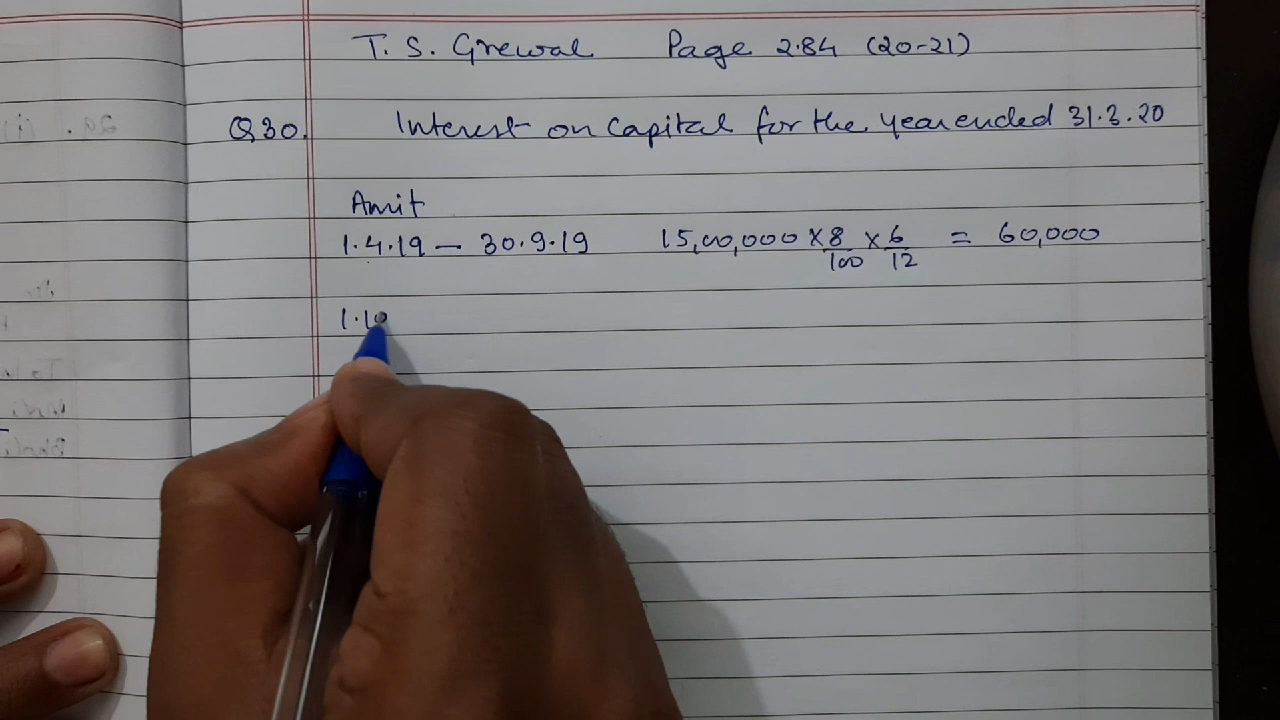 T. S. Grewal Page 2.84 (20-21)
Q30. Interest on Capital for the year ended 31.3.20
Amit
1.4.19 — 30.9.19 15,00,000 × 8/100 × 6/12 = 60,000
1.10